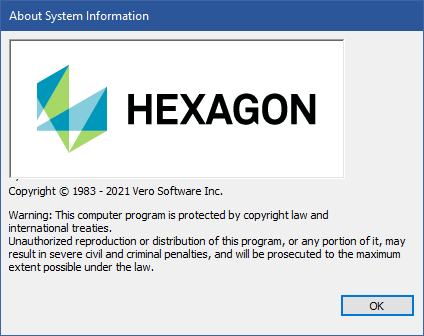 About System Information
HEXAGON
Copyright © 1983 - 2021 Vero Software Inc.
Warning: This computer program is protected by copyright law and
international treaties.
Unauthorized reproduction or distribution of this program, or any portion of it, may
result in severe civil and criminal penalties, and will be prosecuted to the maximum
extent possible under the law.
OK